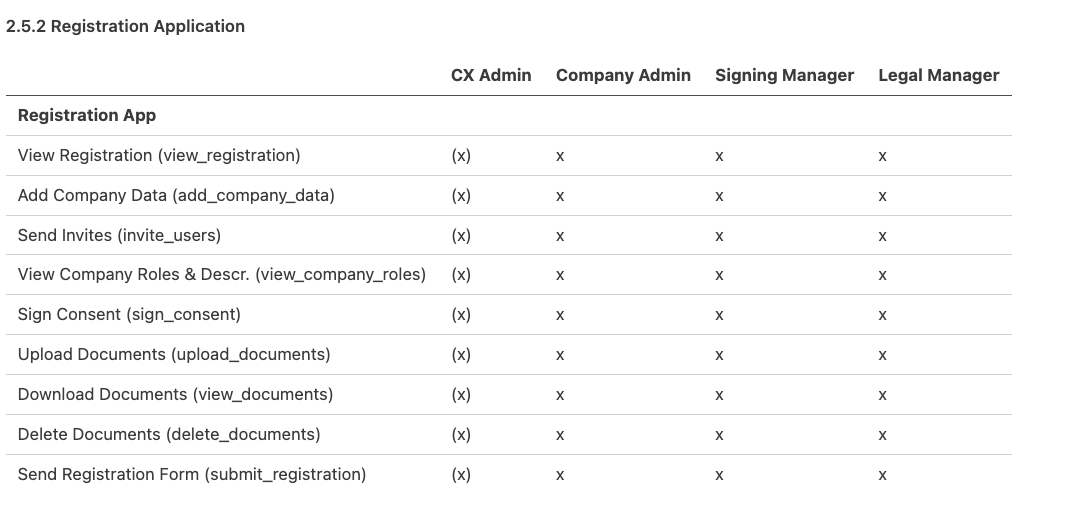 2.5.2 Registration Application
CX Admin Company Admin Signing Manager Legal Manager
Registration App
View Registration (view_registration) (x) x x x
Add Company Data (add_company_data) (x) x x x
Send Invites (invite_users) (x) x x x
View Company Roles & Descr. (view_company_roles) (x) x x x
Sign Consent (sign_consent) (x) x x x
Upload Documents (upload_documents) (x) x x x
Download Documents (view_documents) (x) x x x
Delete Documents (delete_documents) (x) x x x
Send Registration Form (submit_registration) (x) x x x